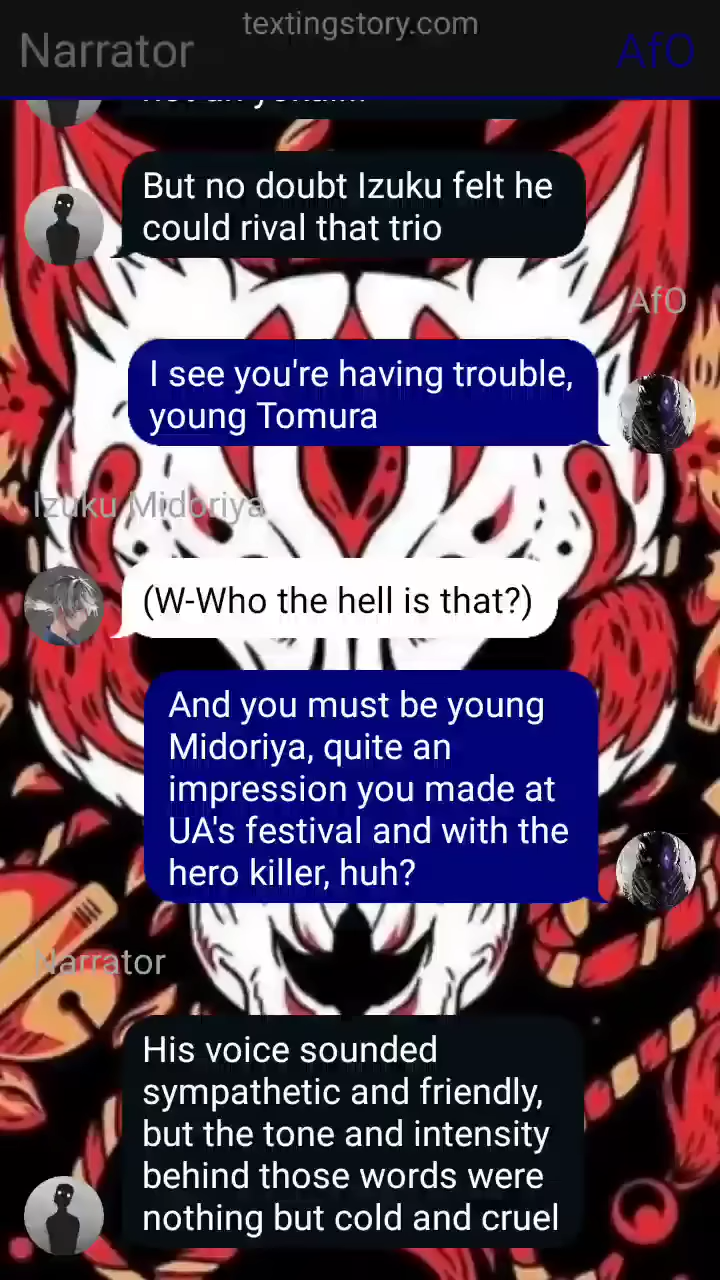 textingstory.com
Narrator
AfO
But no doubt Izuku felt he
could rival that trio
AfO
I see you're having trouble,
young Tomura
Izuku Midoriya
(W-Who the hell is that?)
And you must be young
Midoriya, quite an
impression you made at
UA's festival and with the
hero killer, huh?
Narrator
His voice sounded
sympathetic and friendly,
but the tone and intensity
behind those words were
nothing but cold and cruel